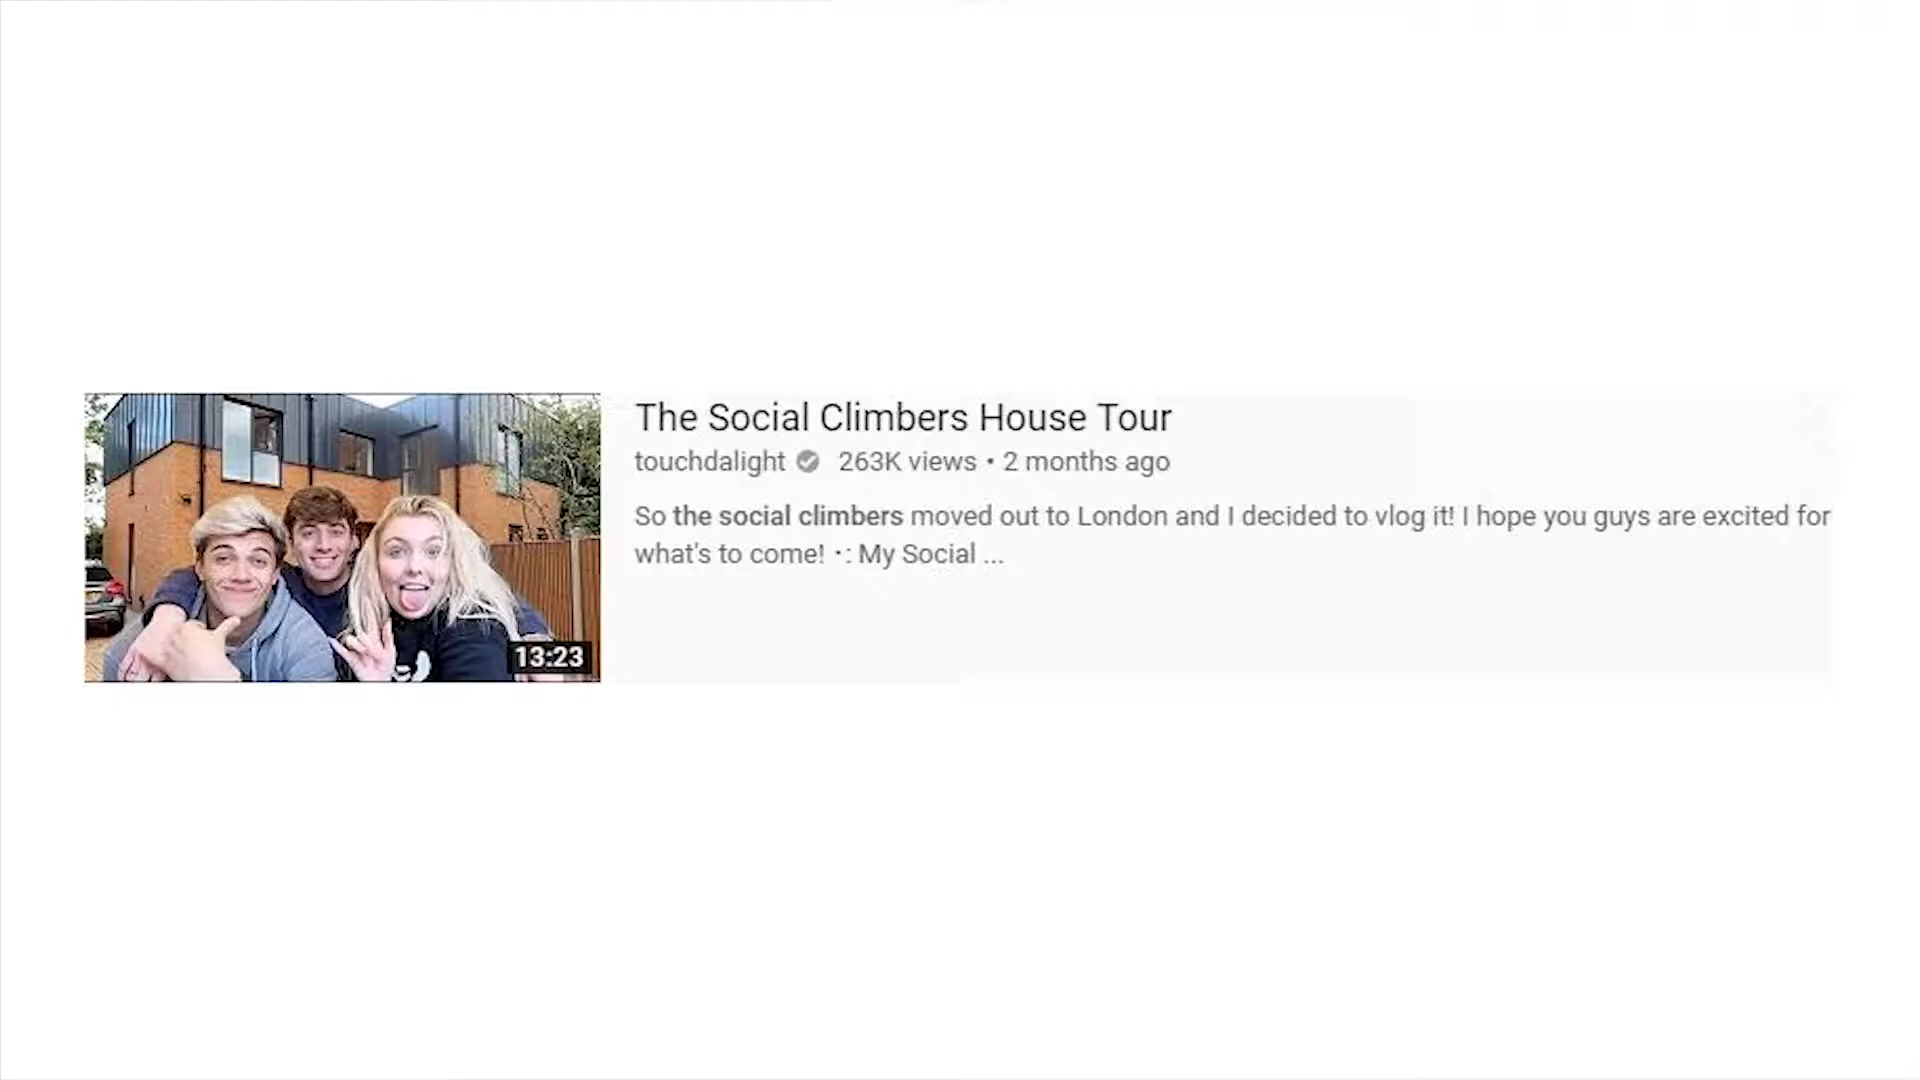 The Social Climbers House Tour
touchdalight 263K views • 2 months ago
So the social climbers moved out to London and I decided to vlog it! I hope you guys are excited for
what's to come! ･: My Social ...
13:23